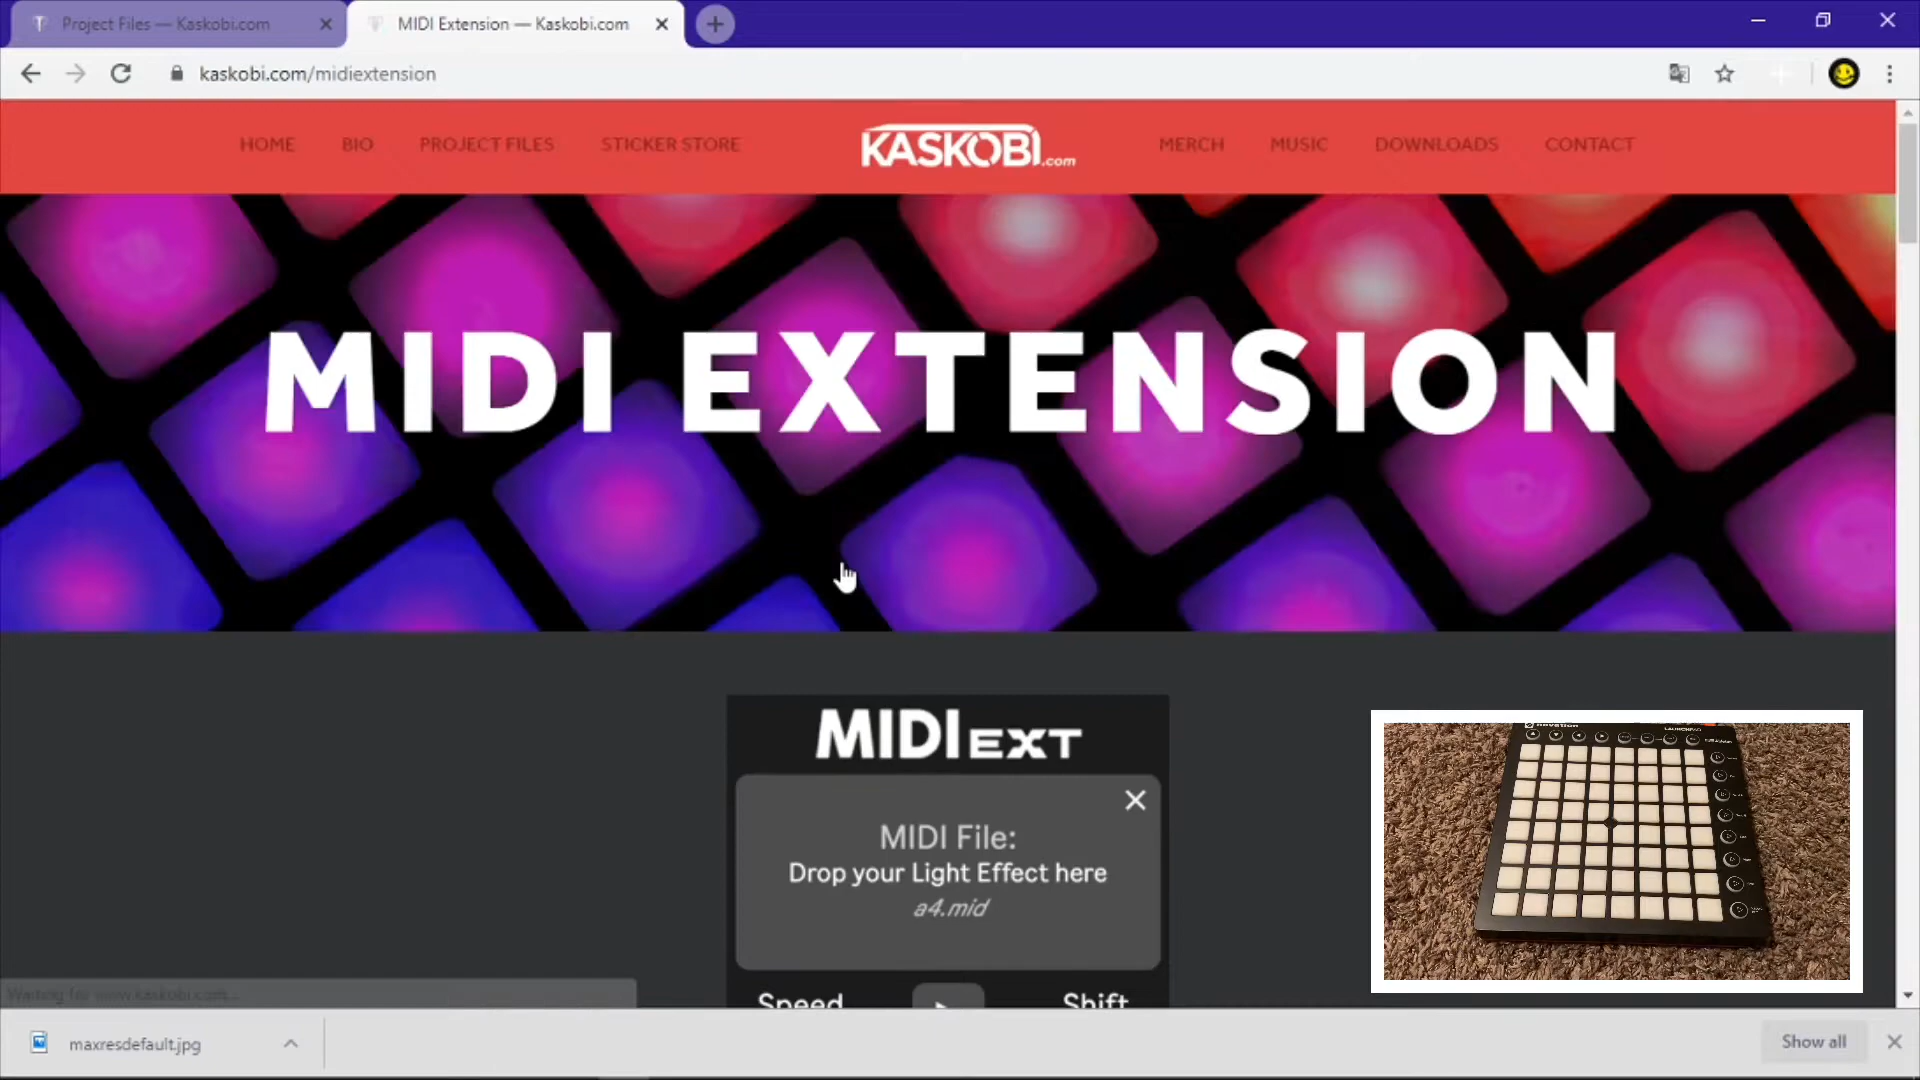 Project Files — Kaskobi.com
MIDI Extension — Kaskobi.com
kaskobi.com/midiextension
HOME
BIO
PROJECT FILES
STICKER STORE
KASKOBI.com
MERCH
MUSIC
DOWNLOADS
CONTACT
MIDI EXTENSION
MIDI EXT
MIDI File:
Drop your Light Effect here
a4.mid
Speed
Shift
Waiting for www.kaskobi.com...
maxresdefault.jpg
Show all